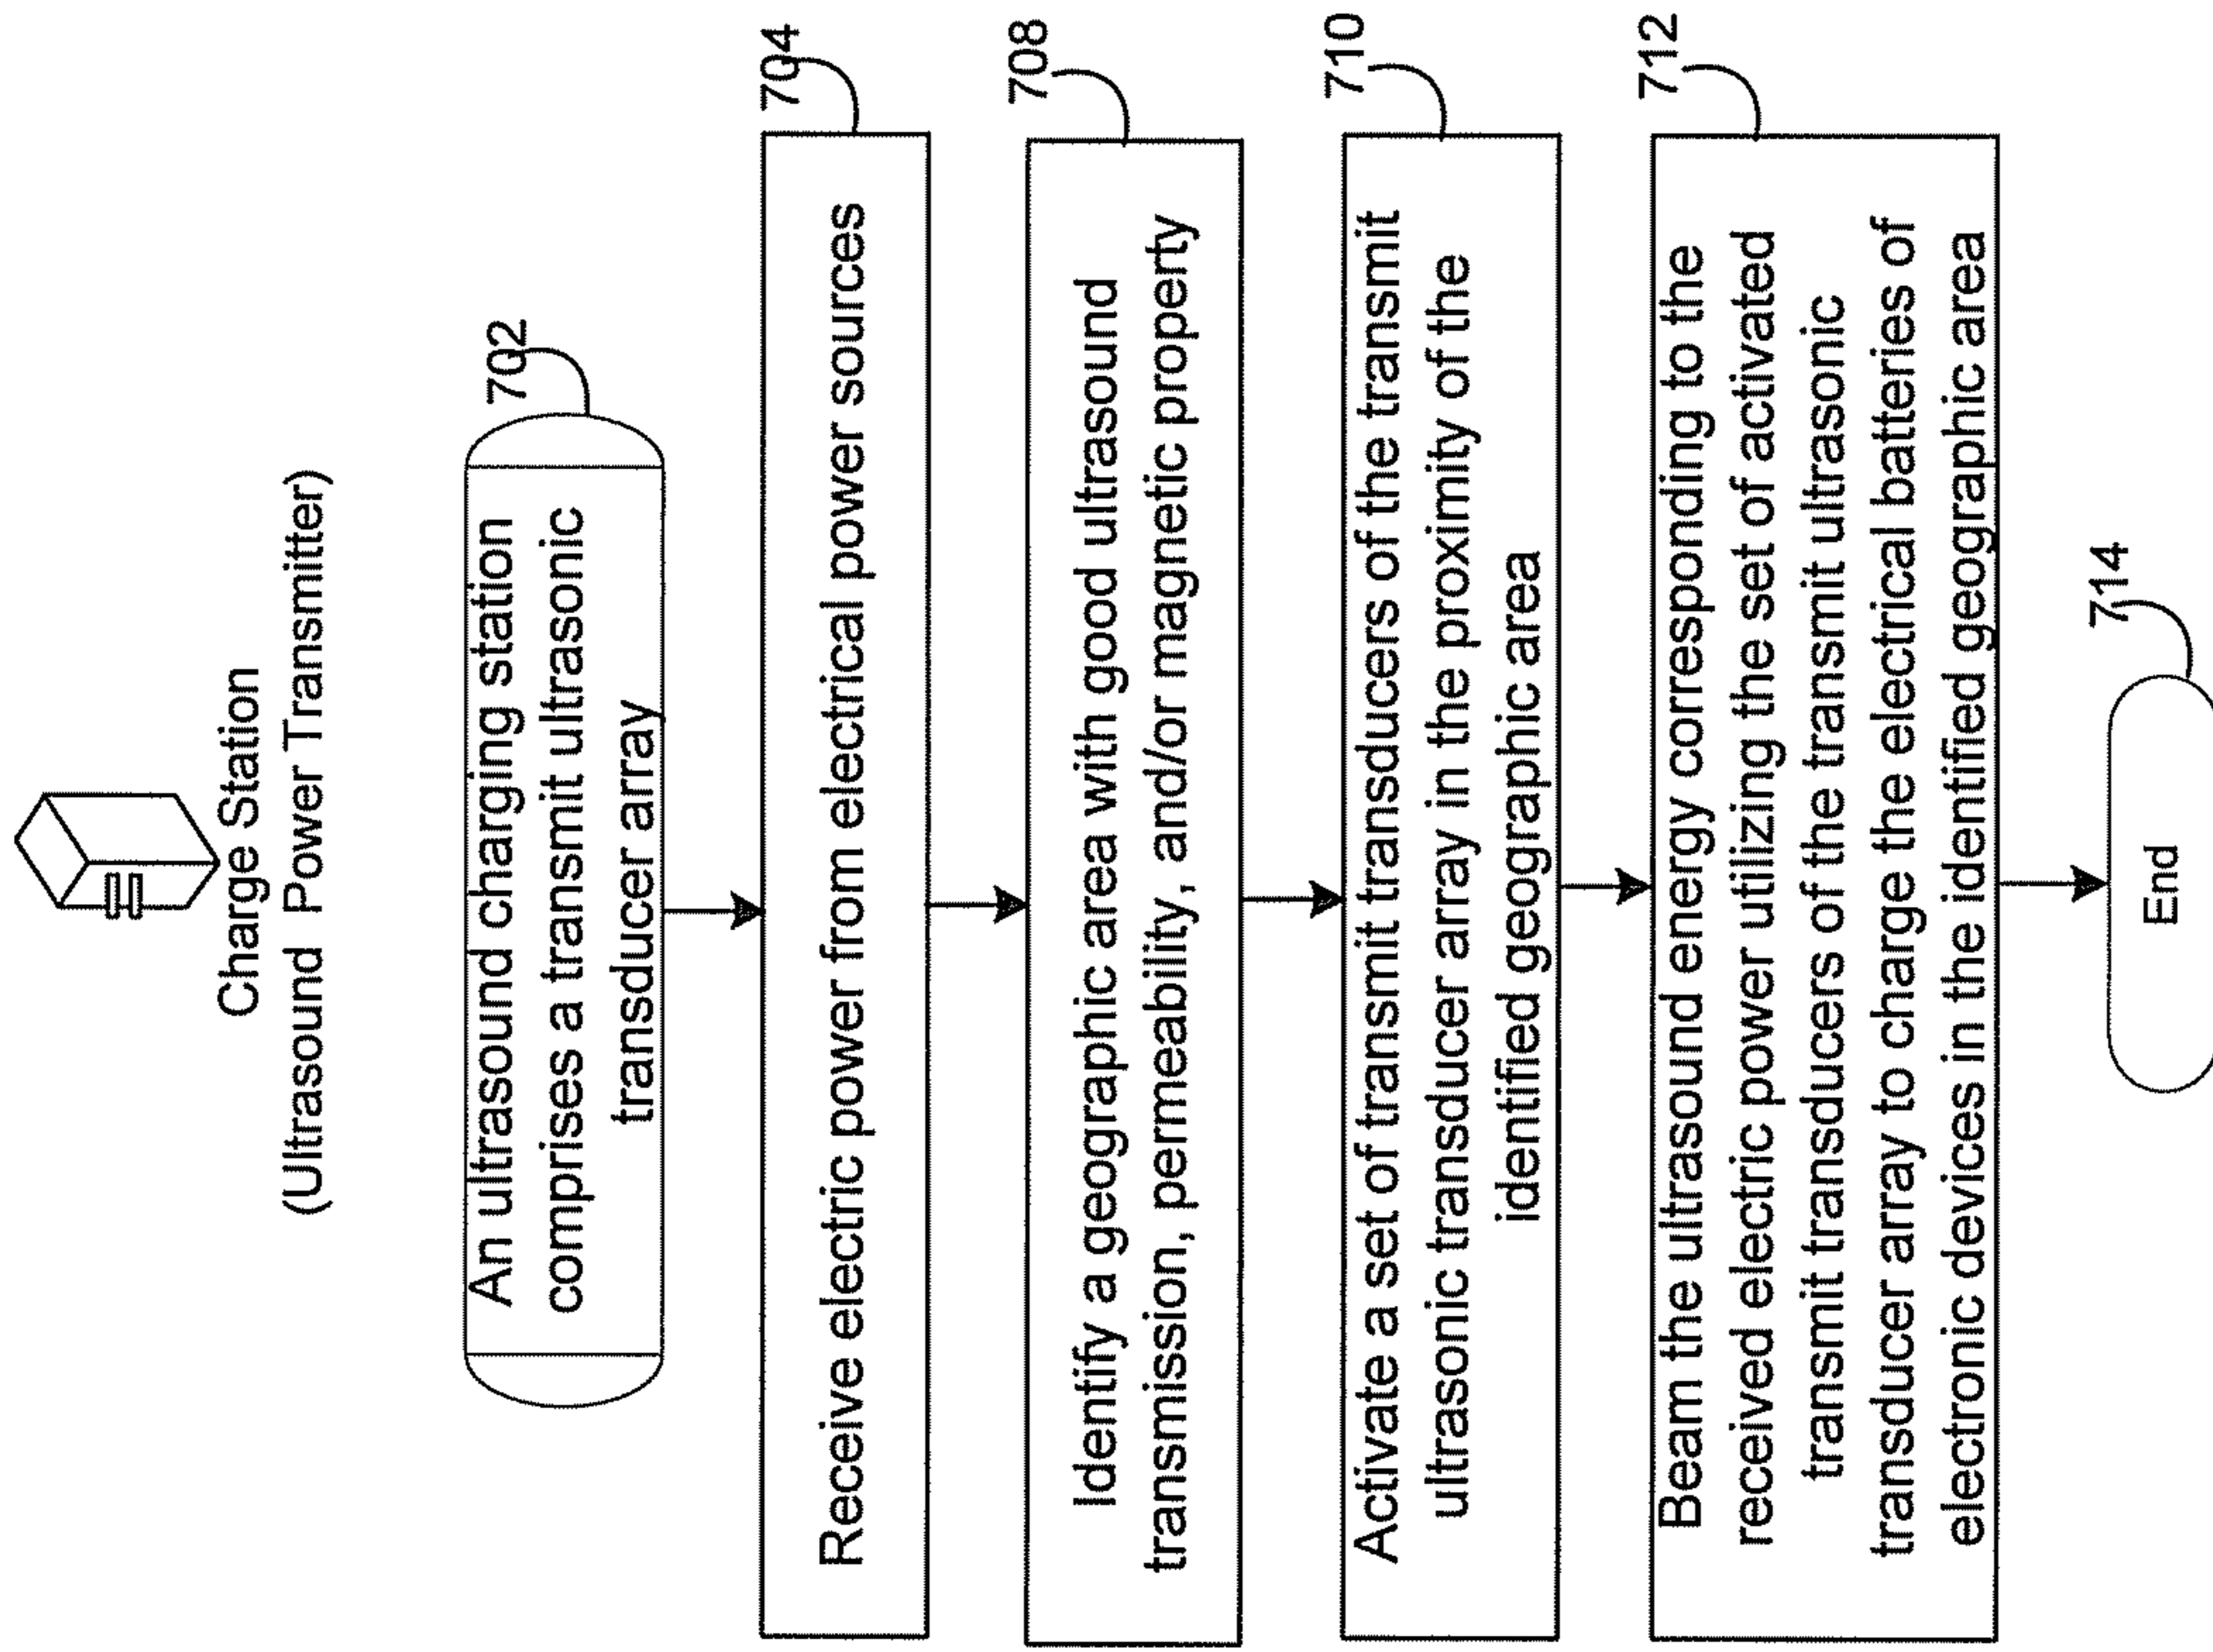 Charge Station
(Ultrasound Power Transmitter)
702
An ultrasound charging station
comprises a transmit ultrasonic
transducer array
704
Receive electric power from electrical power sources
708
Identify a geographic area with good ultrasound
transmission, permeability, and/or magnetic property
710
Activate a set of transmit transducers of the transmit
ultrasonic transducer array in the proximity of the
identified geographic area
712
Beam the ultrasound energy corresponding to the
received electric power utilizing the set of activated
transmit transducers of the transmit ultrasonic
transducer array to charge the electrical batteries of
electronic devices in the identified geographic area
714
End